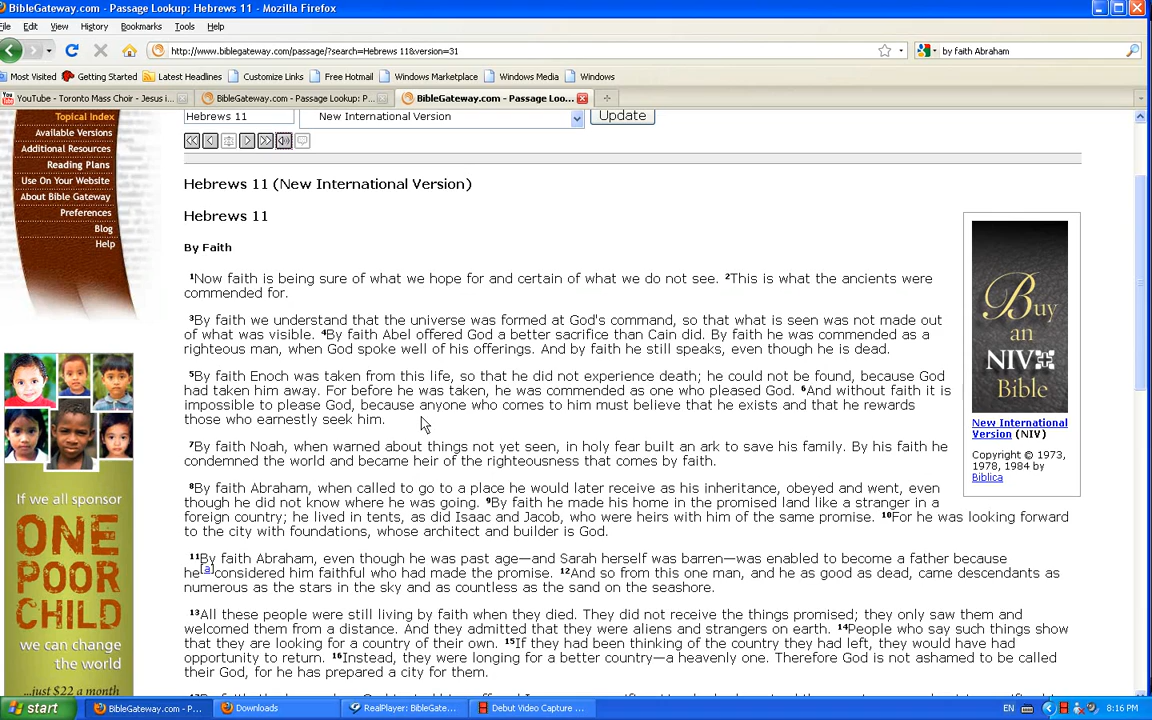 BibleGateway.com - Passage Lookup: Hebrews 11 - Mozilla Firefox
File Edit View History Bookmarks Tools Help
http://www.biblegateway.com/passage/?search=Hebrews 11&version=31
by faith Abraham
Most Visited Getting Started Latest Headlines Customize Links Free Hotmail Windows Marketplace Windows Media Windows
YouTube - Toronto Mass Choir - Jesus i... BibleGateway.com - Passage Lookup: P... BibleGateway.com - Passage Loo...
Topical Index
Available Versions
Additional Resources
Reading Plans
Use On Your Website
About Bible Gateway
Preferences
Blog
Help
Hebrews 11 New International Version Update
Hebrews 11 (New International Version)
Hebrews 11
By Faith
1Now faith is being sure of what we hope for and certain of what we do not see. 2This is what the ancients were
commended for.
3By faith we understand that the universe was formed at God's command, so that what is seen was not made out
of what was visible. 4By faith Abel offered God a better sacrifice than Cain did. By faith he was commended as a
righteous man, when God spoke well of his offerings. And by faith he still speaks, even though he is dead.
5By faith Enoch was taken from this life, so that he did not experience death; he could not be found, because God
had taken him away. For before he was taken, he was commended as one who pleased God. 6And without faith it is
impossible to please God, because anyone who comes to him must believe that he exists and that he rewards
those who earnestly seek him.
7By faith Noah, when warned about things not yet seen, in holy fear built an ark to save his family. By his faith he
condemned the world and became heir of the righteousness that comes by faith.
8By faith Abraham, when called to go to a place he would later receive as his inheritance, obeyed and went, even
though he did not know where he was going. 9By faith he made his home in the promised land like a stranger in a
foreign country; he lived in tents, as did Isaac and Jacob, who were heirs with him of the same promise. 10For he was looking forward
to the city with foundations, whose architect and builder is God.
11By faith Abraham, even though he was past age—and Sarah herself was barren—was enabled to become a father because
he[a]considered him faithful who had made the promise. 12And so from this one man, and he as good as dead, came descendants as
numerous as the stars in the sky and as countless as the sand on the seashore.
13All these people were still living by faith when they died. They did not receive the things promised; they only saw them and
welcomed them from a distance. And they admitted that they were aliens and strangers on earth. 14People who say such things show
that they are looking for a country of their own. 15If they had been thinking of the country they had left, they would have had
opportunity to return. 16Instead, they were longing for a better country—a heavenly one. Therefore God is not ashamed to be called
their God, for he has prepared a city for them.
Buy
an
NIV
Bible
New International
Version (NIV)
Copyright © 1973,
1978, 1984 by
Biblica
If we all sponsor
ONE
POOR
CHILD
we can change
the world
...just $22 a month
start BibleGateway.com - P... Downloads RealPlayer: BibleGate... Debut Video Capture ... EN 8:16 PM